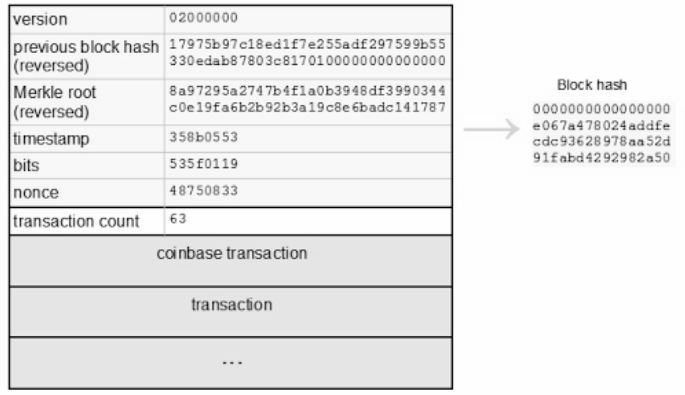 version 02000000
previous block hash 17975b97c18ed1f7e255adf297599b55
(reversed) 330edab87803c8170100000000000000
Merkle root 8a97295a2747b4f1a0b3948df3990344
(reversed) c0e19fa6b2b92b3a19c8e6badc141787
timestamp 358b0553
bits 535f0119
nonce 48750833
transaction count 63
coinbase transaction
transaction
...
Block hash
0000000000000000
e067a478024addfe
cdc93628978aa52d
91fabd4292982a50